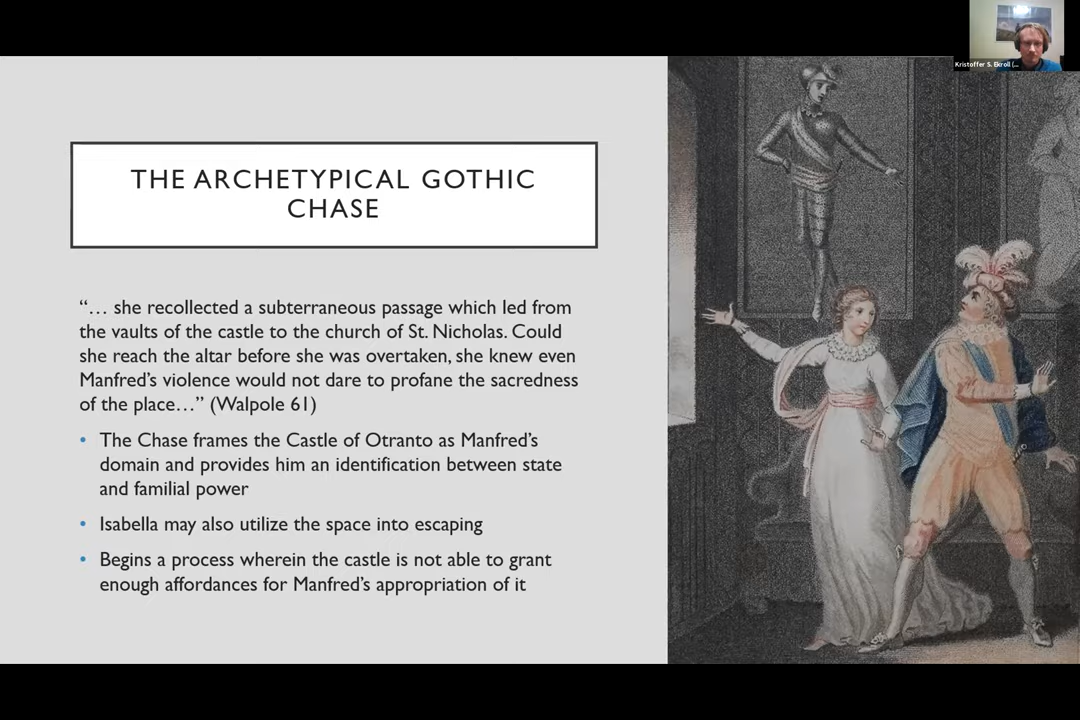 Kristoffer S. Ekroll (...
THE ARCHETYPICAL GOTHIC
CHASE
“… she recollected a subterraneous passage which led from
the vaults of the castle to the church of St. Nicholas. Could
she reach the altar before she was overtaken, she knew even
Manfred’s violence would not dare to profane the sacredness
of the place…” (Walpole 61)
• The Chase frames the Castle of Otranto as Manfred’s
domain and provides him an identification between state
and familial power
• Isabella may also utilize the space into escaping
• Begins a process wherein the castle is not able to grant
enough affordances for Manfred’s appropriation of it